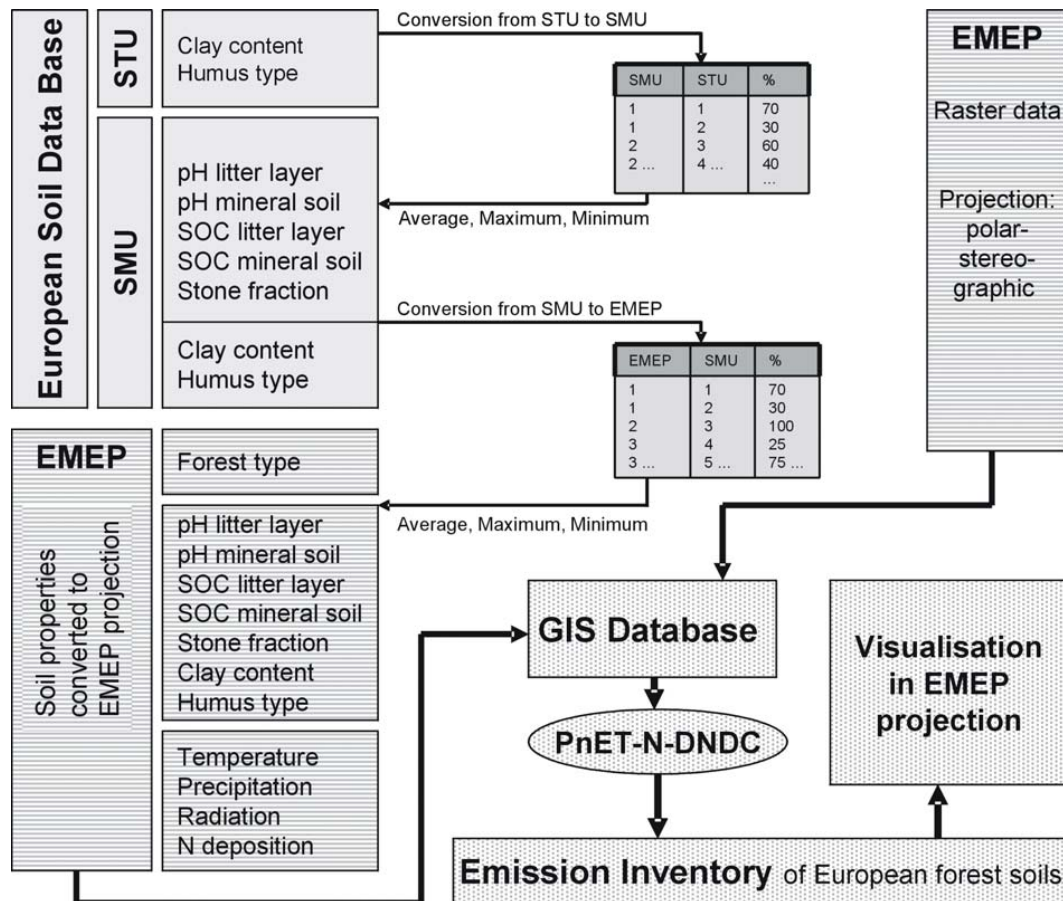 European Soil Data Base
STU
Clay content
Humus type
SMU
pH litter layer
pH mineral soil
SOC litter layer
SOC mineral soil
Stone fraction
Clay content
Humus type
Conversion from STU to SMU
SMU STU %
1 1 70
1 2 30
2 3 60
2 ... 4 ... 40
...
Average, Maximum, Minimum
Conversion from SMU to EMEP
EMEP SMU %
1 1 70
1 2 30
2 3 100
3 4 25
3 ... 5 ... 75 ...
Average, Maximum, Minimum
EMEP
Raster data
Projection:
polar-
stereo-
graphic
EMEP
Soil properties
converted to
EMEP projection
Forest type
pH litter layer
pH mineral soil
SOC litter layer
SOC mineral soil
Stone fraction
Clay content
Humus type
Temperature
Precipitation
Radiation
N deposition
GIS Database
PnET-N-DNDC
Emission Inventory of European forest soils
Visualisation
in EMEP
projection